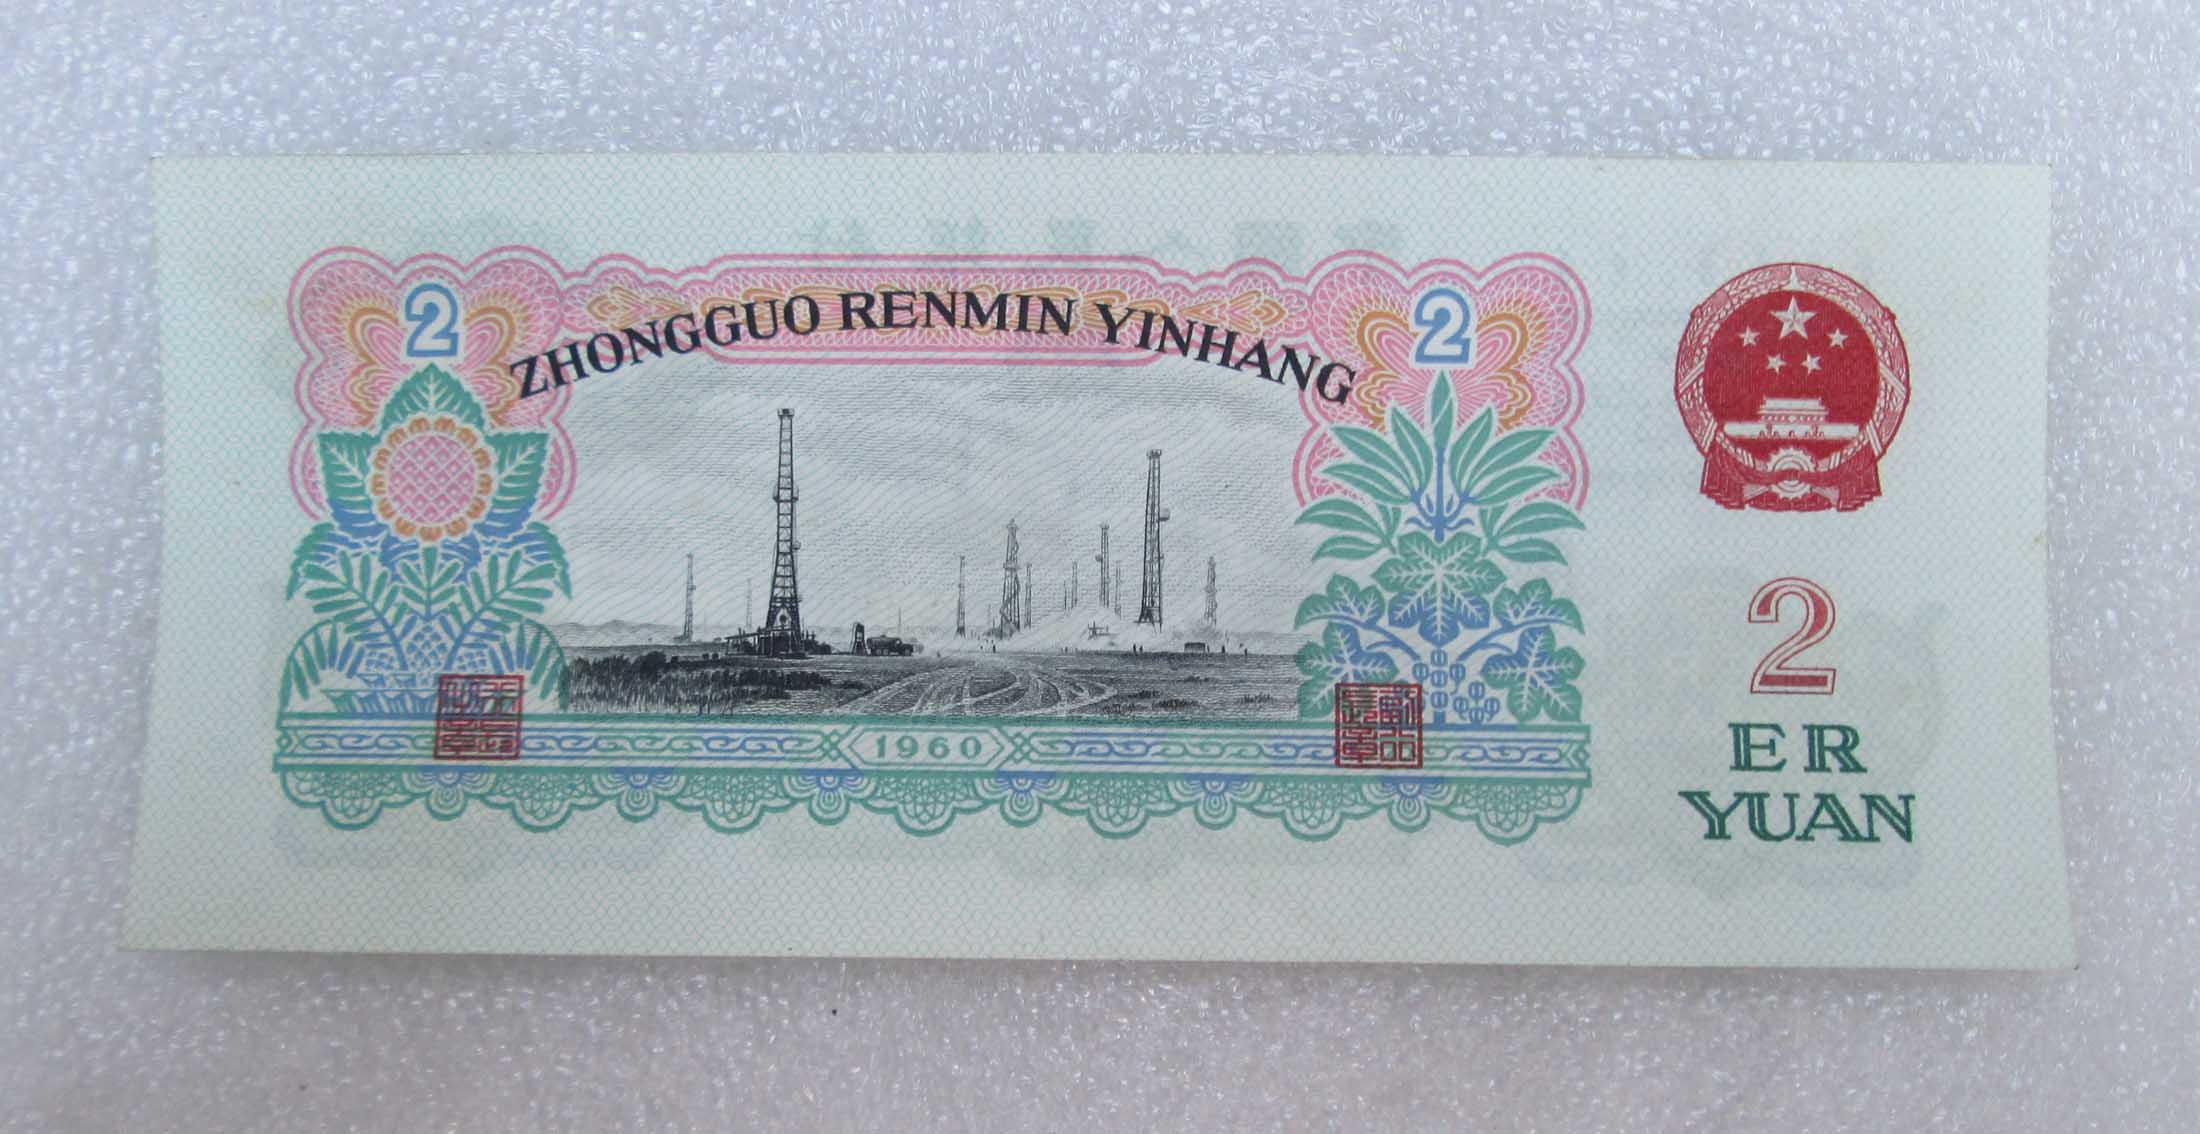 ZHONGGUO RENMIN YINHANG
2
2
1960
2
ER
YUAN